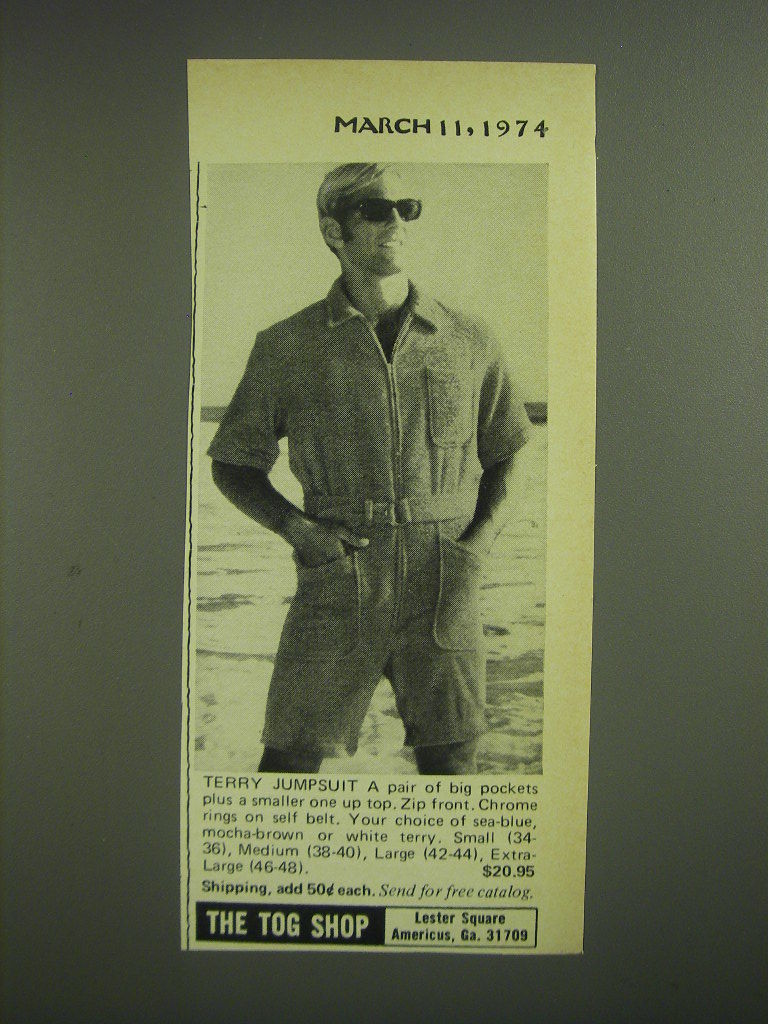 MARCH 11, 1974
TERRY JUMPSUIT A pair of big pockets
plus a smaller one up top. Zip front. Chrome
rings on self belt. Your choice of sea-blue,
mocha-brown or white terry. Small (34-
36), Medium (38-40), Large (42-44), Extra-
Large (46-48). $20.95
Shipping, add 50¢ each. Send for free catalog.
THE TOG SHOP
Lester Square
Americus, Ga. 31709